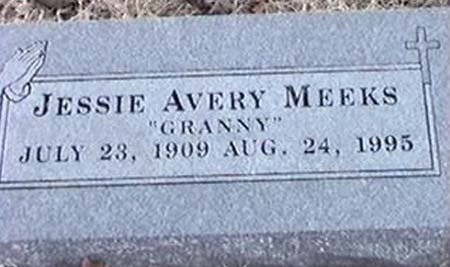 JESSIE AVERY MEEKS
"GRANNY"
JULY 23, 1909 AUG. 24, 1995